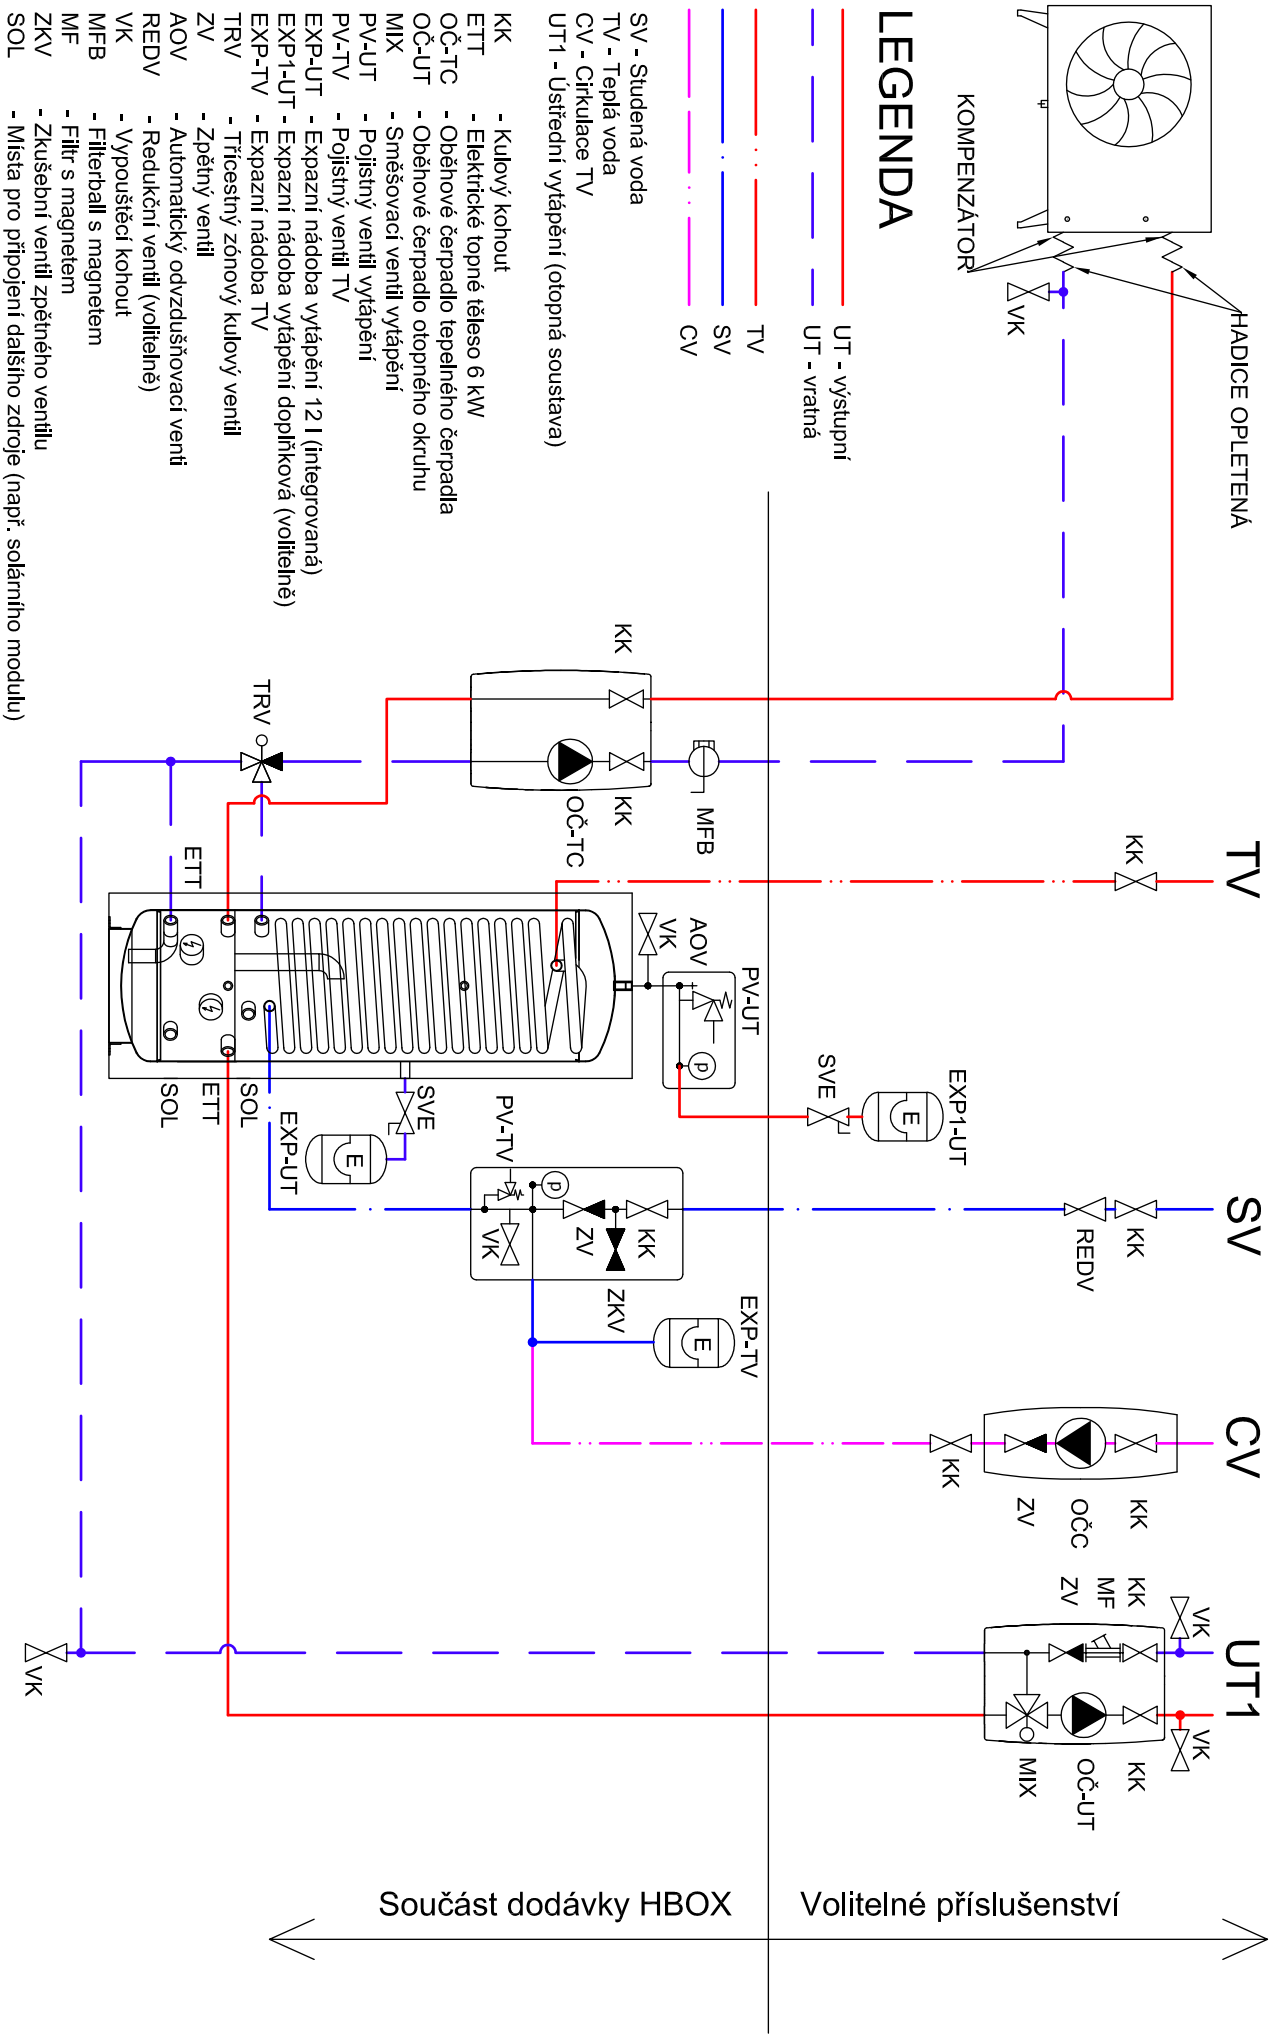 TV
SV
CV
UT1
HADICE OPLETENÁ
KOMPENZÁTOR
VK
KK
KK
REDV
KK
OČC
ZV
KK
KK
MF
ZV
VK
VK
KK
OČ-UT
MIX
EXP1-UT
E
SVE
Volitelné příslušenství
Součást dodávky HBOX
KK
KK
OČ-TC
MFB
AOV
VK
PV-UT
p
EXP-TV
E
ZKV
KK
ZV
p
VK
PV-TV
SVE
E
EXP-UT
TRV
ETT
SOL
ETT
SOL
VK
LEGENDA
UT - výstupní
UT - vratná
TV
SV
CV
SV - Studená voda
TV - Teplá voda
CV - Cirkulace TV
UT1 - Ústřední vytápění (otopná soustava)
KK - Kulový kohout
ETT - Elektrické topné těleso 6 kW
OČ-TC - Oběhové čerpadlo tepelného čerpadla
OČ-UT - Oběhové čerpadlo otopného okruhu
MIX - Směšovací ventil vytápění
PV-UT - Pojistný ventil vytápění
PV-TV - Pojistný ventil TV
EXP-UT - Expazní nádoba vytápění 12 l (integrovaná)
EXP1-UT - Expazní nádoba vytápění doplňková (volitelně)
EXP-TV - Expazní nádoba TV
TRV - Třícestný zónový kulový ventil
ZV - Zpětný ventil
AOV - Automatický odvzdušňovací venti
REDV - Redukční ventil (volitelně)
VK - Vypouštěcí kohout
MFB - Filterball s magnetem
MF - Filtr s magnetem
ZKV - Zkušební ventil zpětného ventilu
SOL - Místa pro připojení dalšího zdroje (např. solárního modulu)